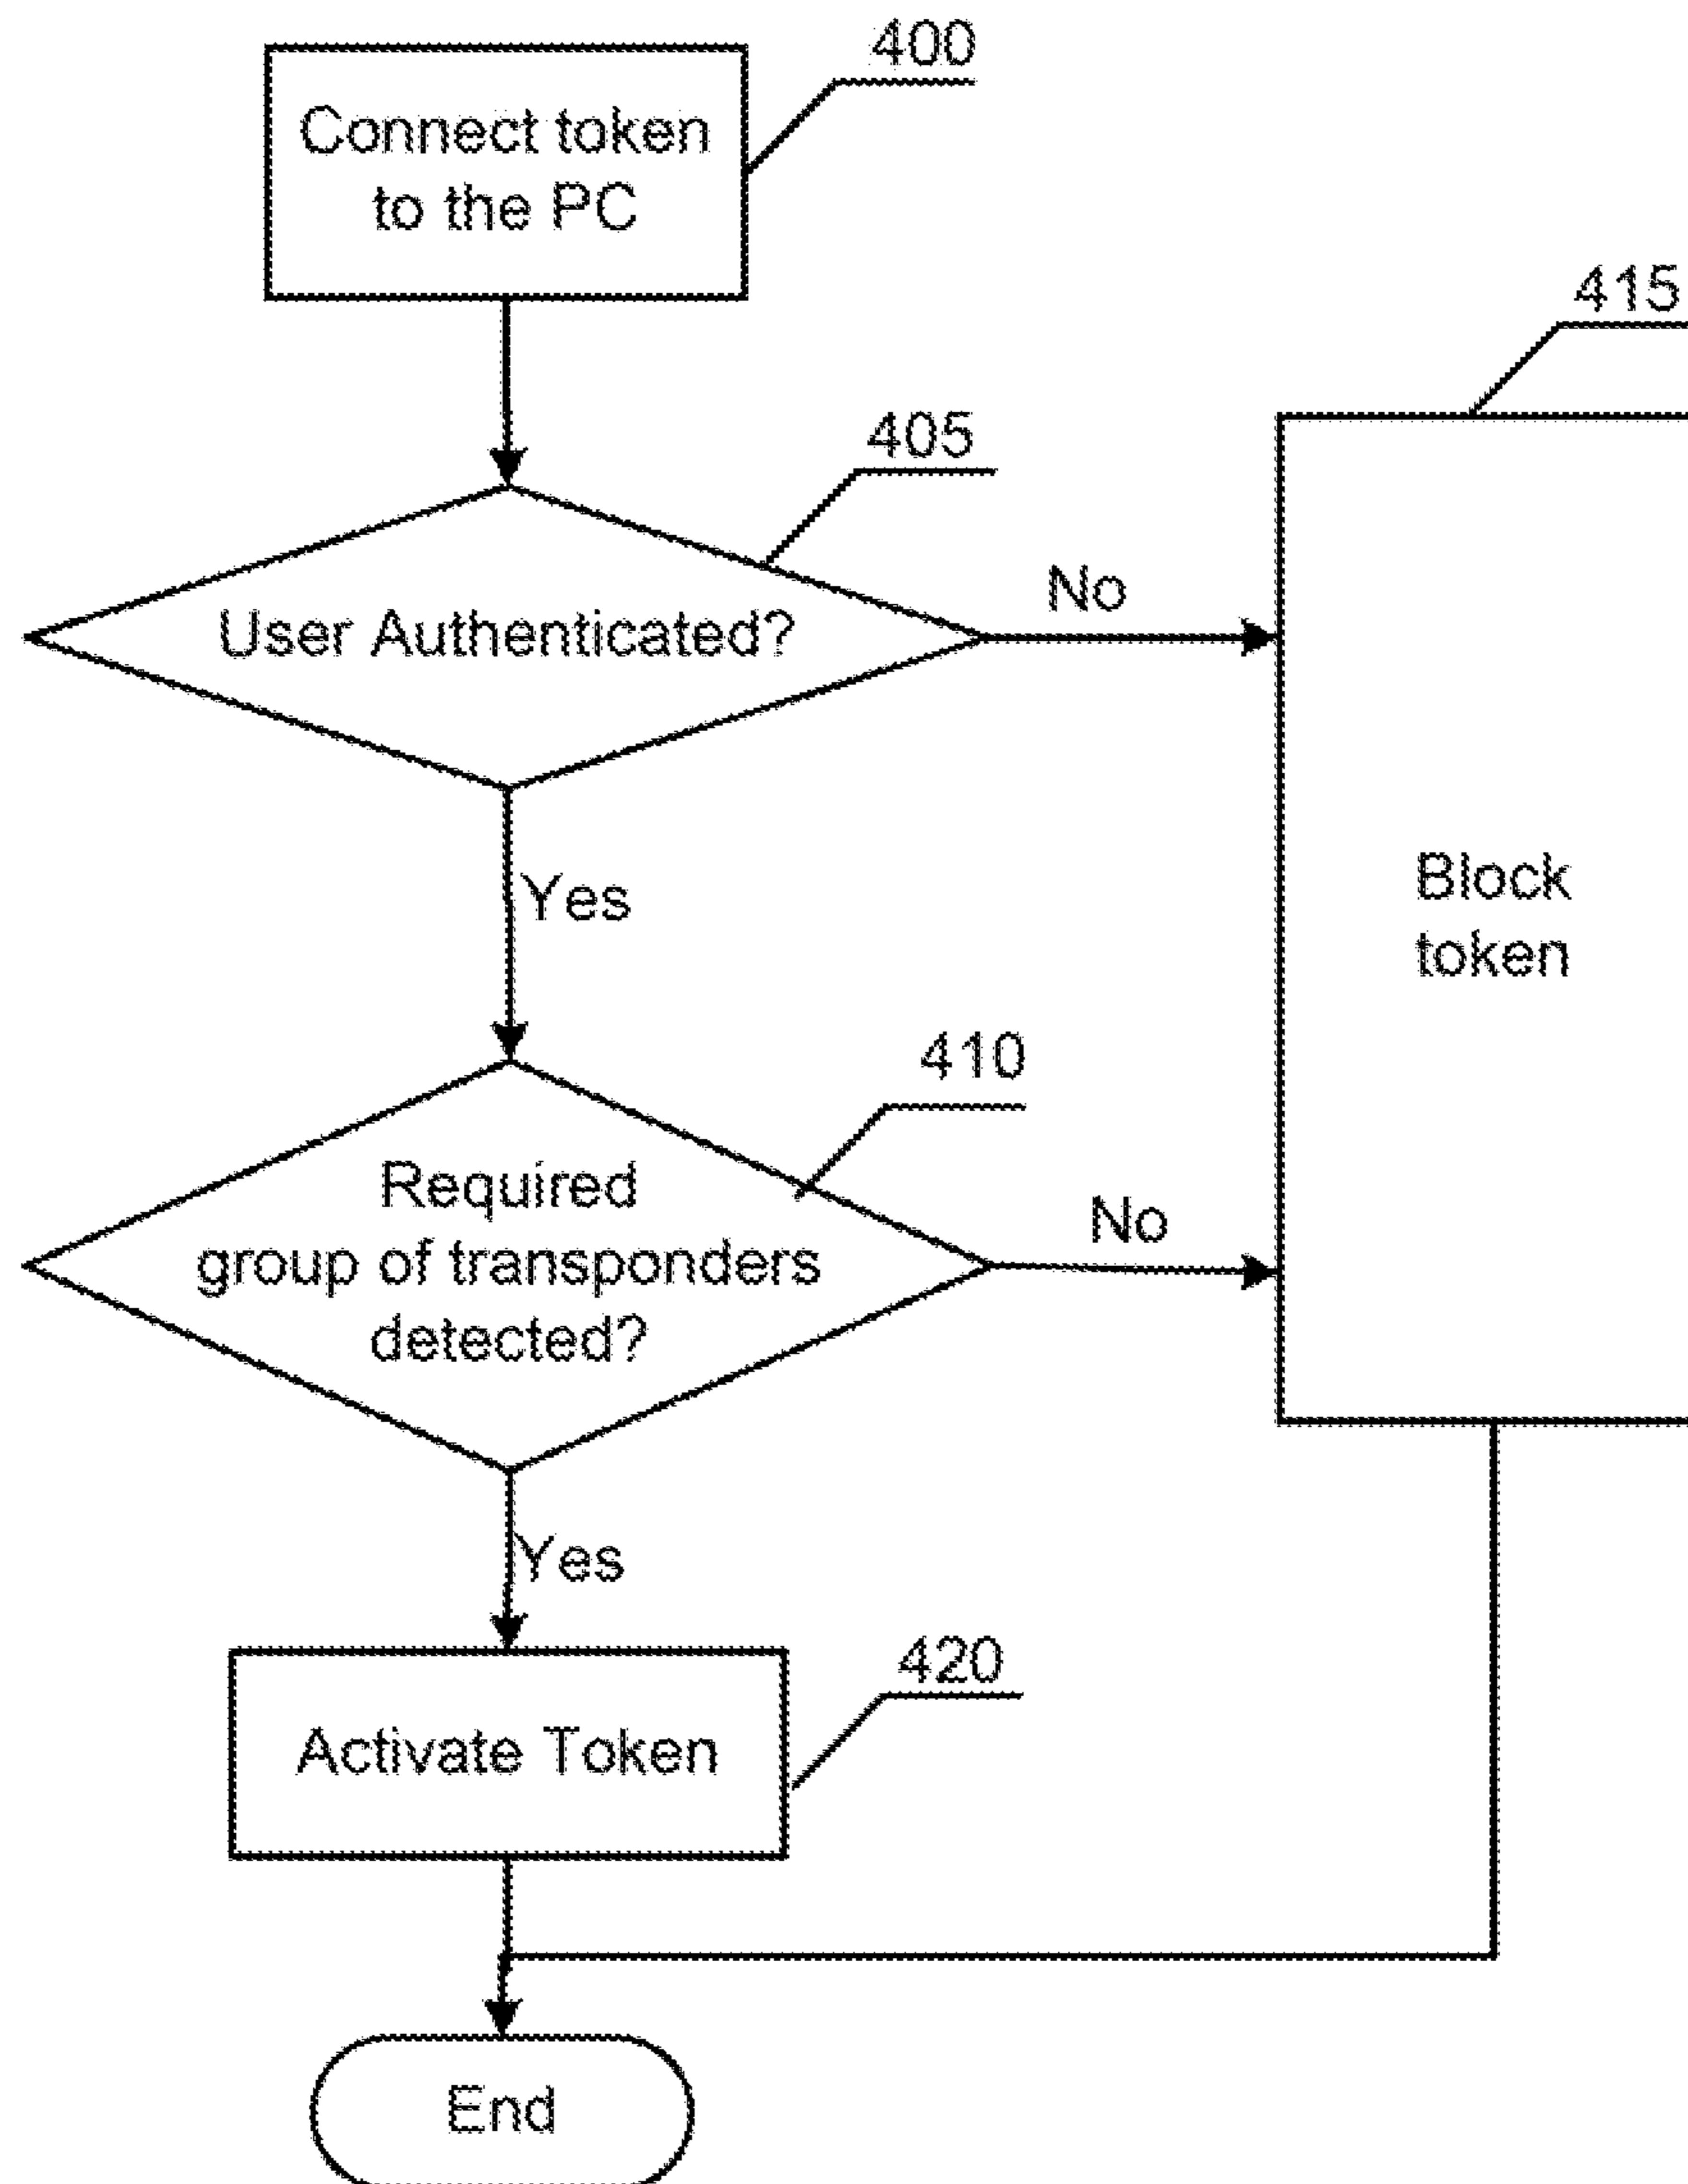 400
Connect token
to the PC
415
405
User Authenticated?
No
Block
token
Yes
410
Required
group of transponders
detected?
No
Yes
420
Activate Token
End